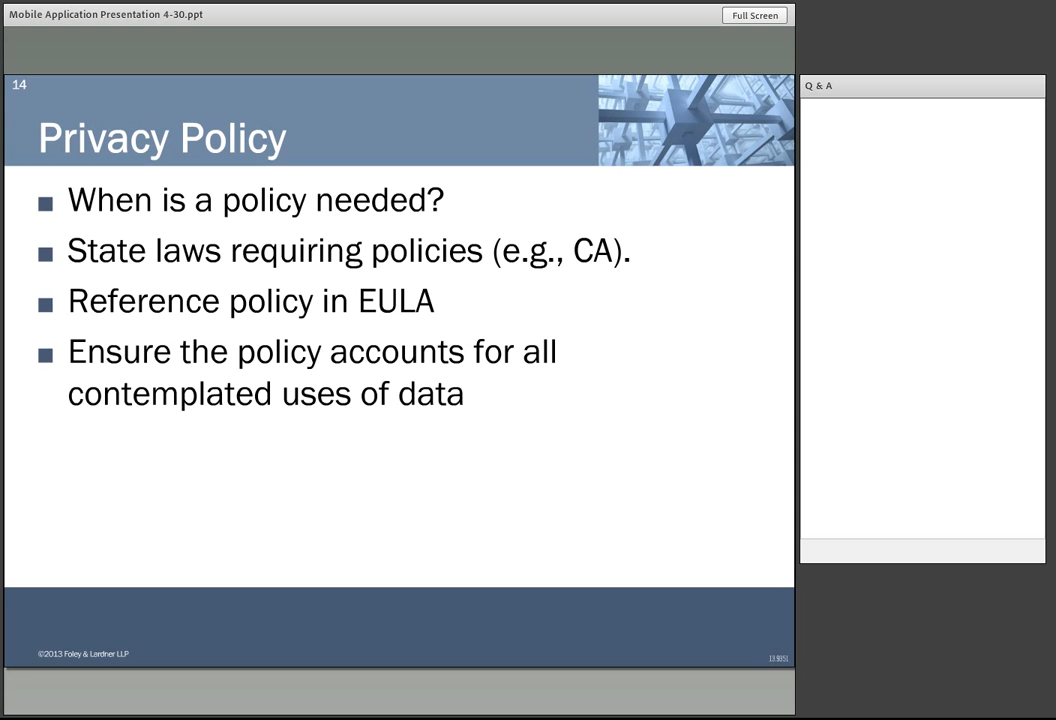 Mobile Application Presentation 4-30.ppt
Full Screen
14
Privacy Policy
Q & A
When is a policy needed?
State laws requiring policies (e.g., CA).
Reference policy in EULA
Ensure the policy accounts for all
contemplated uses of data
©2013 Foley & Lardner LLP